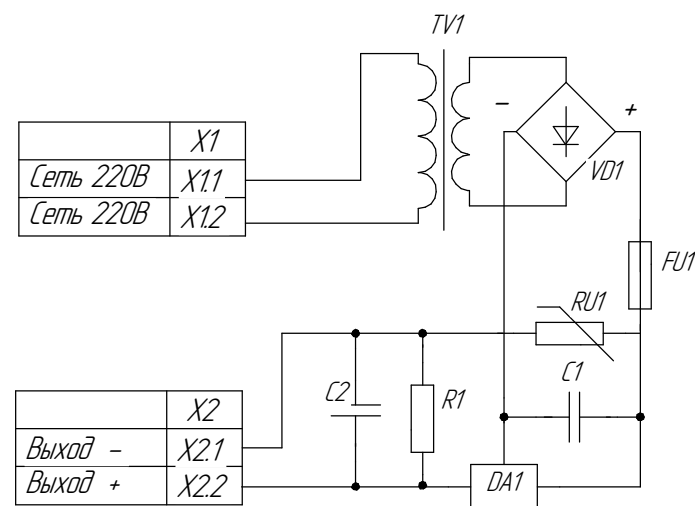 TV1
- +
VD1
X1
Сеть 220В X1.1
Сеть 220В X1.2
FU1
RU1
C1
C2
R1
X2
Выход - X2.1
Выход + X2.2
DA1